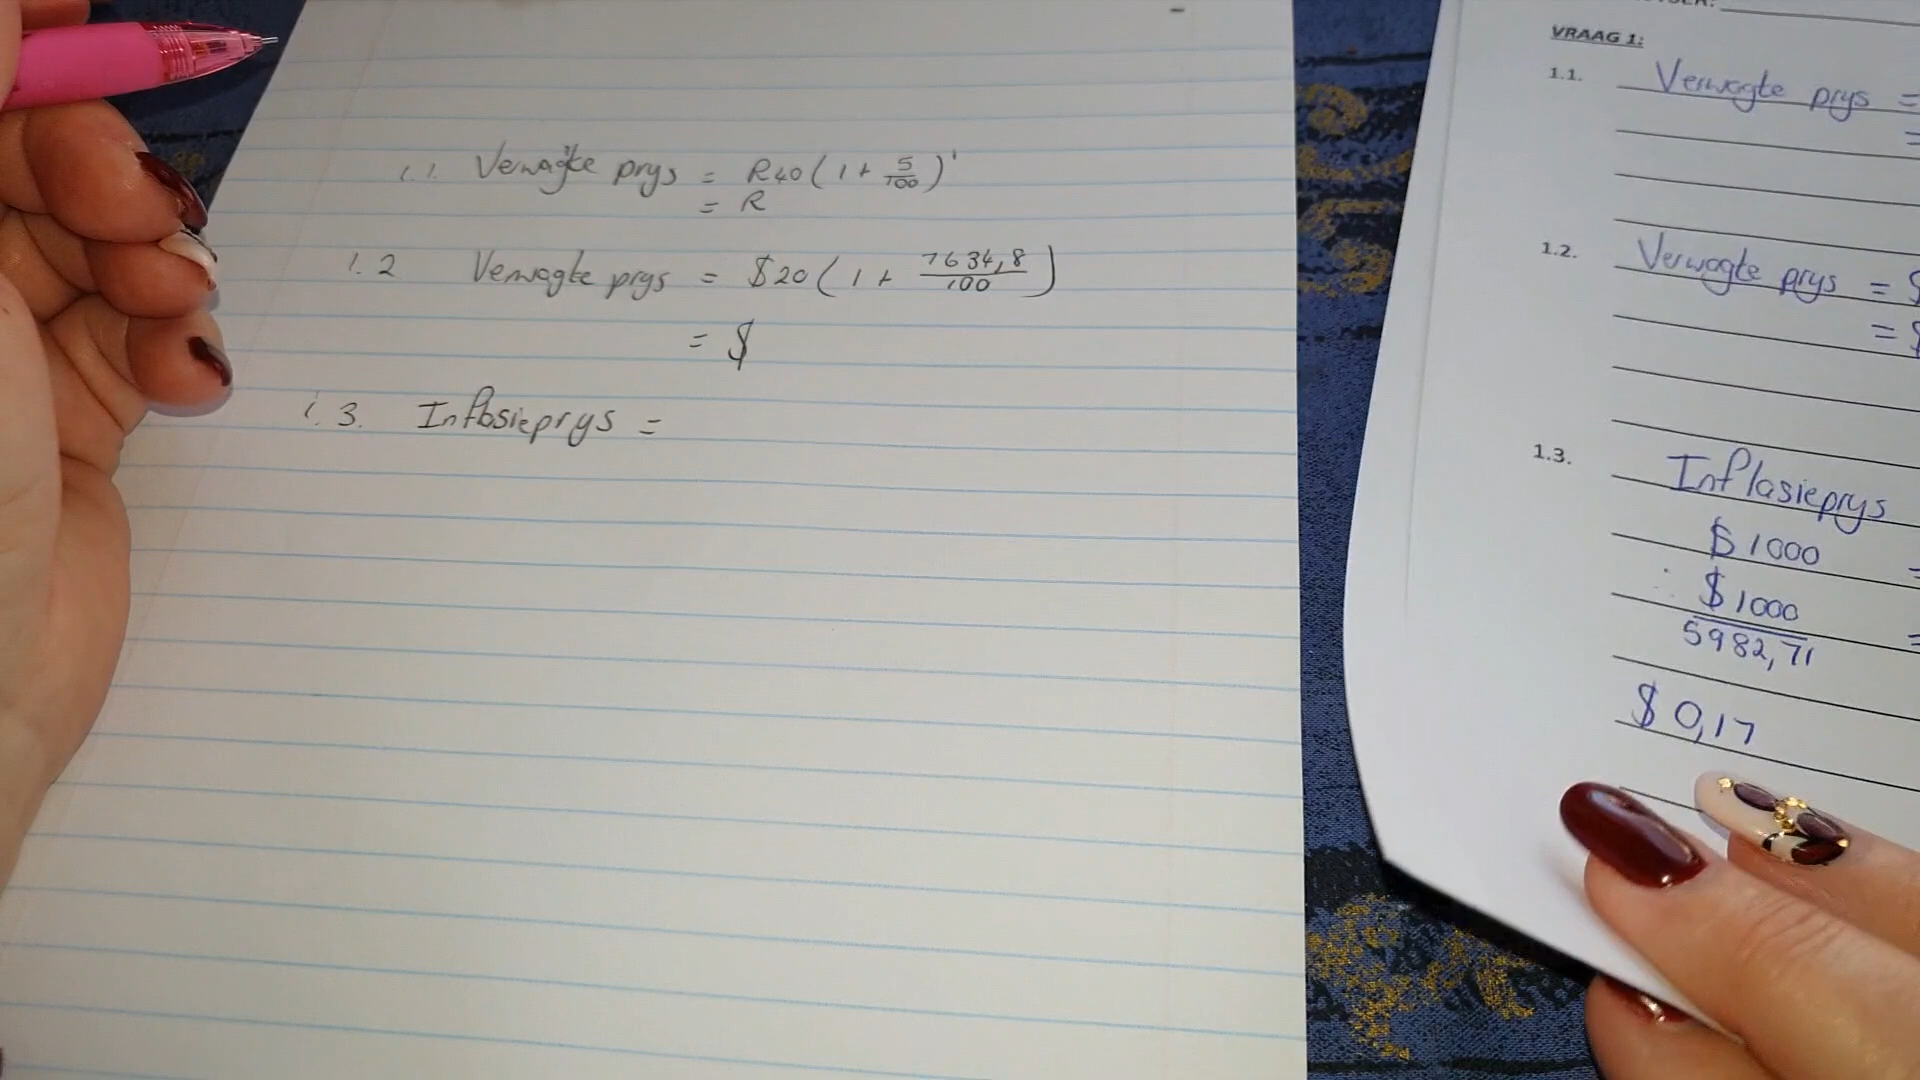 1.1. Verwagte prys = R40(1 + 5/100)¹
= R
1.2 Verwagte prys = $20(1 + 7634,8/100)
= $
1.3. Inflasieprys =
VRAAG 1:
1.1. Verwagte prys =
=
1.2. Verwagte prys = $
= $
1.3. Inflasieprys
$1000 =
$1000 =
5982,71
$0,17